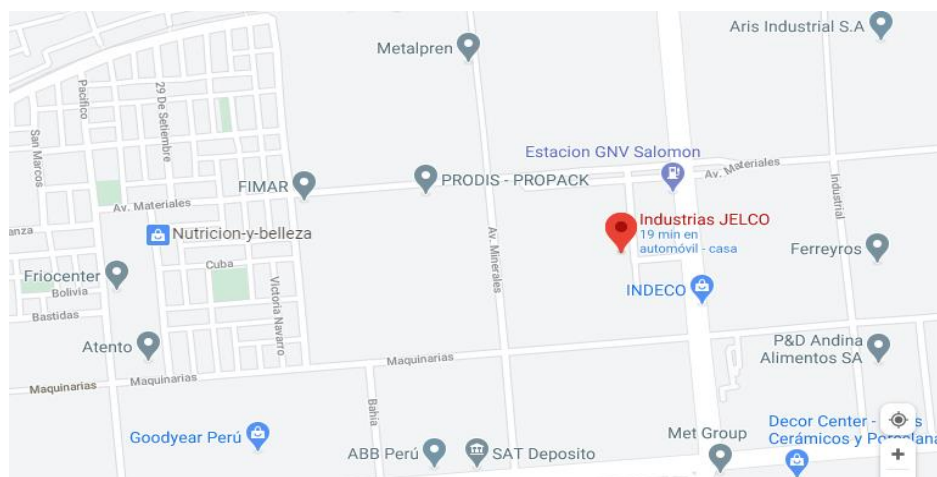 Aris Industrial S.A
Metalpren
Pacifico
29 De Setiembre
San Marcos
Estacion GNV Salomon
Av. Materiales
FIMAR
PRODIS - PROPACK
Industrial
Av. Materiales
Industrias JELCO
19 min en
automóvil - casa
anza
Nutricion-y-belleza
Av. Minerales
Ferreyros
Cuba
Friocenter
Bolivia
Victoria Navarro
INDECO
Bastidas
Atento
P&D Andina
Alimentos SA
Maquinarias
Maquinarias
Maquinarias
Bahia
Goodyear Perú
Met Group
Decor Center -
Cerámicos y Porcelana
ABB Perú
SAT Deposito
+